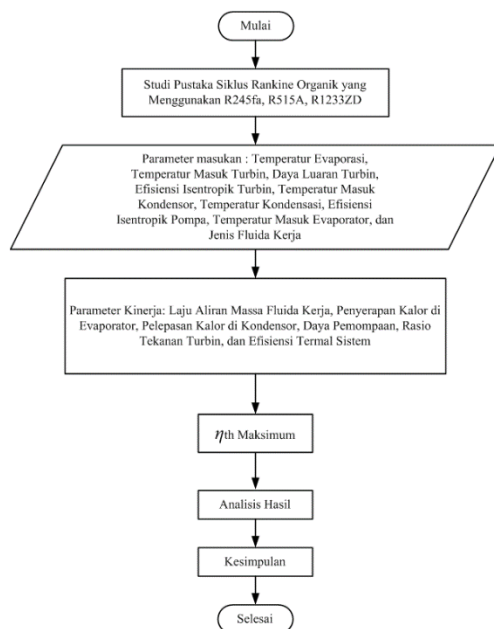 Mulai
Studi Pustaka Siklus Rankine Organik yang
Menggunakan R245fa, R515A, R1233ZD
Parameter masukan : Temperatur Evaporasi,
Temperatur Masuk Turbin, Daya Luaran Turbin,
Efisiensi Isentropik Turbin, Temperatur Masuk
Kondensor, Temperatur Kondensasi, Efisiensi
Isentropik Pompa, Temperatur Masuk Evaporator, dan
Jenis Fluida Kerja
Parameter Kinerja: Laju Aliran Massa Fluida Kerja, Penyerapan Kalor di
Evaporator, Pelepasan Kalor di Kondensor, Daya Pemompaan, Rasio
Tekanan Turbin, dan Efisiensi Termal Sistem
ηth Maksimum
Analisis Hasil
Kesimpulan
Selesai